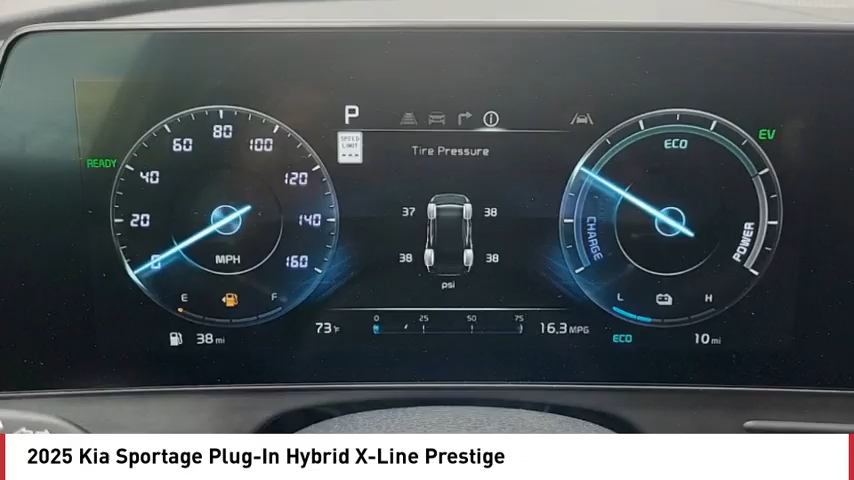 P
SPEED
LIMIT
---
READY
0
20
40
60
80
100
120
140
160
MPH
E
F
38 mi
Tire Pressure
37
38
38
38
psi
73°F
0
25
50
75
16.3 MPG
ECO
EV
CHARGE
POWER
L
H
ECO
10 mi
2025 Kia Sportage Plug-In Hybrid X-Line Prestige